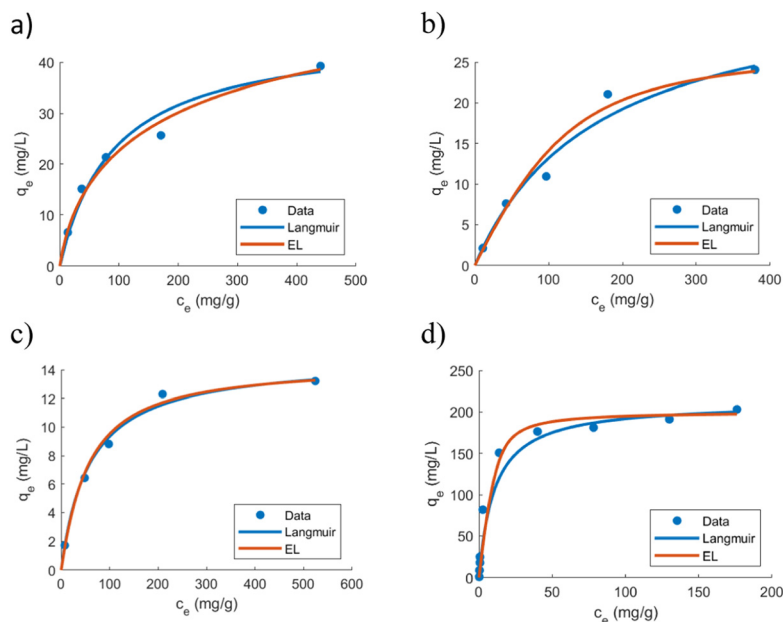 a)
40
30
20
10
0
q_e (mg/L)
0 100 200 300 400 500
c_e (mg/g)
Data
Langmuir
EL
b)
25
20
15
10
5
0
q_e (mg/L)
0 100 200 300 400
c_e (mg/g)
Data
Langmuir
EL
c)
14
12
10
8
6
4
2
0
q_e (mg/L)
0 100 200 300 400 500 600
c_e (mg/g)
Data
Langmuir
EL
d)
250
200
150
100
50
0
q_e (mg/L)
0 50 100 150 200
c_e (mg/g)
Data
Langmuir
EL